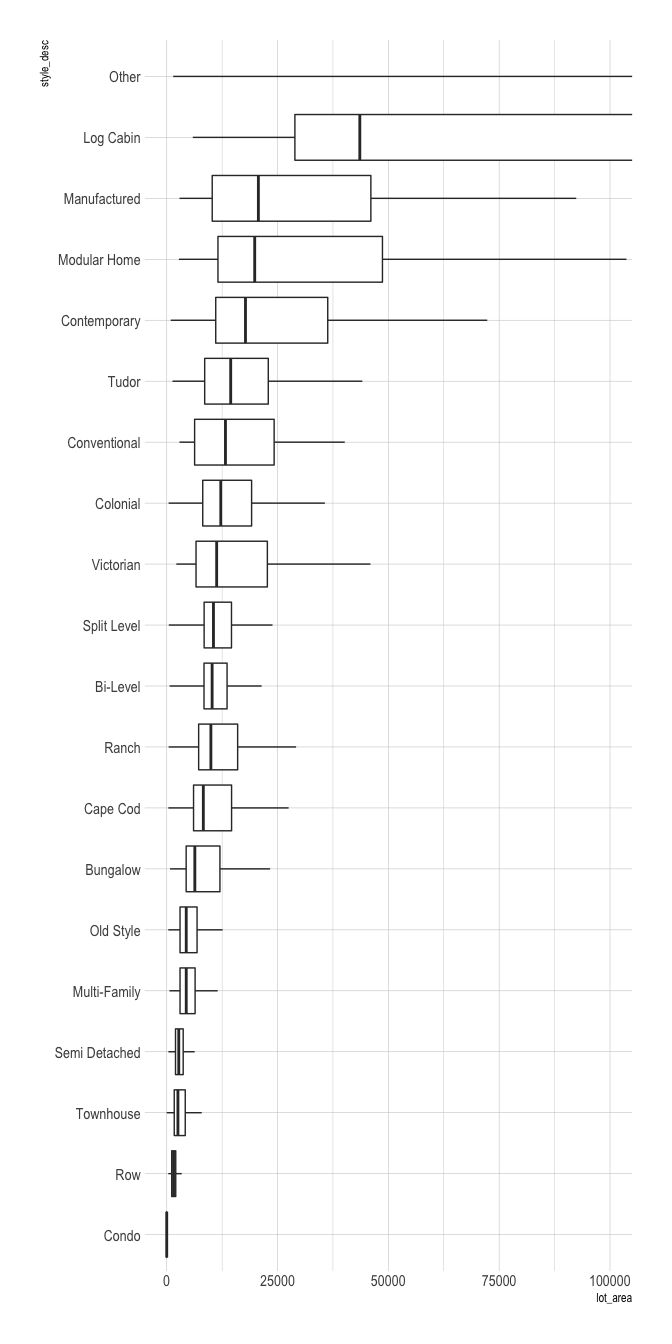 style_desc
Other
Log Cabin
Manufactured
Modular Home
Contemporary
Tudor
Conventional
Colonial
Victorian
Split Level
Bi-Level
Ranch
Cape Cod
Bungalow
Old Style
Multi-Family
Semi Detached
Townhouse
Row
Condo
0 25000 50000 75000 100000
lot_area